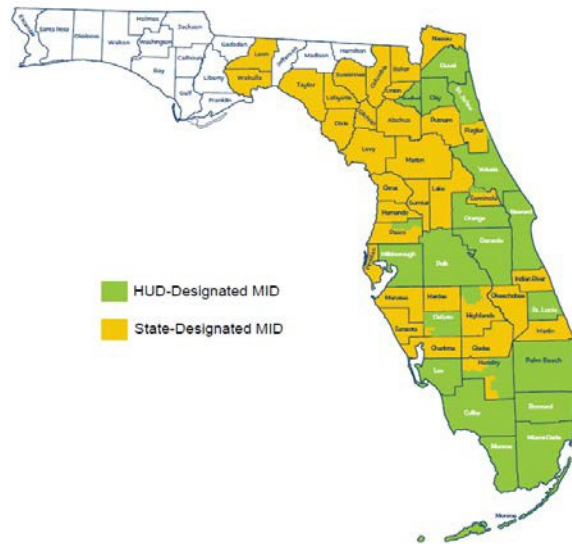 Holmes
Jackson
Santa Rosa
Okaloosa
Walton
Washington
Bay
Calhoun
Gulf
Gadsden
Liberty
Franklin
Leon
Wakulla
Jefferson
Madison
Hamilton
Taylor
Suwannee
Lafayette
Columbia
Dixie
Baker
Union
Nassau
Duval
Clay
St. Johns
Alachua
Putnam
Flagler
Levy
Marion
Volusia
Citrus
Sumter
Lake
Seminole
Hernando
Orange
Pasco
Brevard
Osceola
Hillsborough
Polk
HUD-Designated MID
Indian River
Manatee
Hardee
Okeechobee
Highlands
St. Lucie
DeSoto
State-Designated MID
Sarasota
Martin
Charlotte
Glades
Lee
Hendry
Palm Beach
Collier
Broward
Monroe
Miami-Dade
Monroe